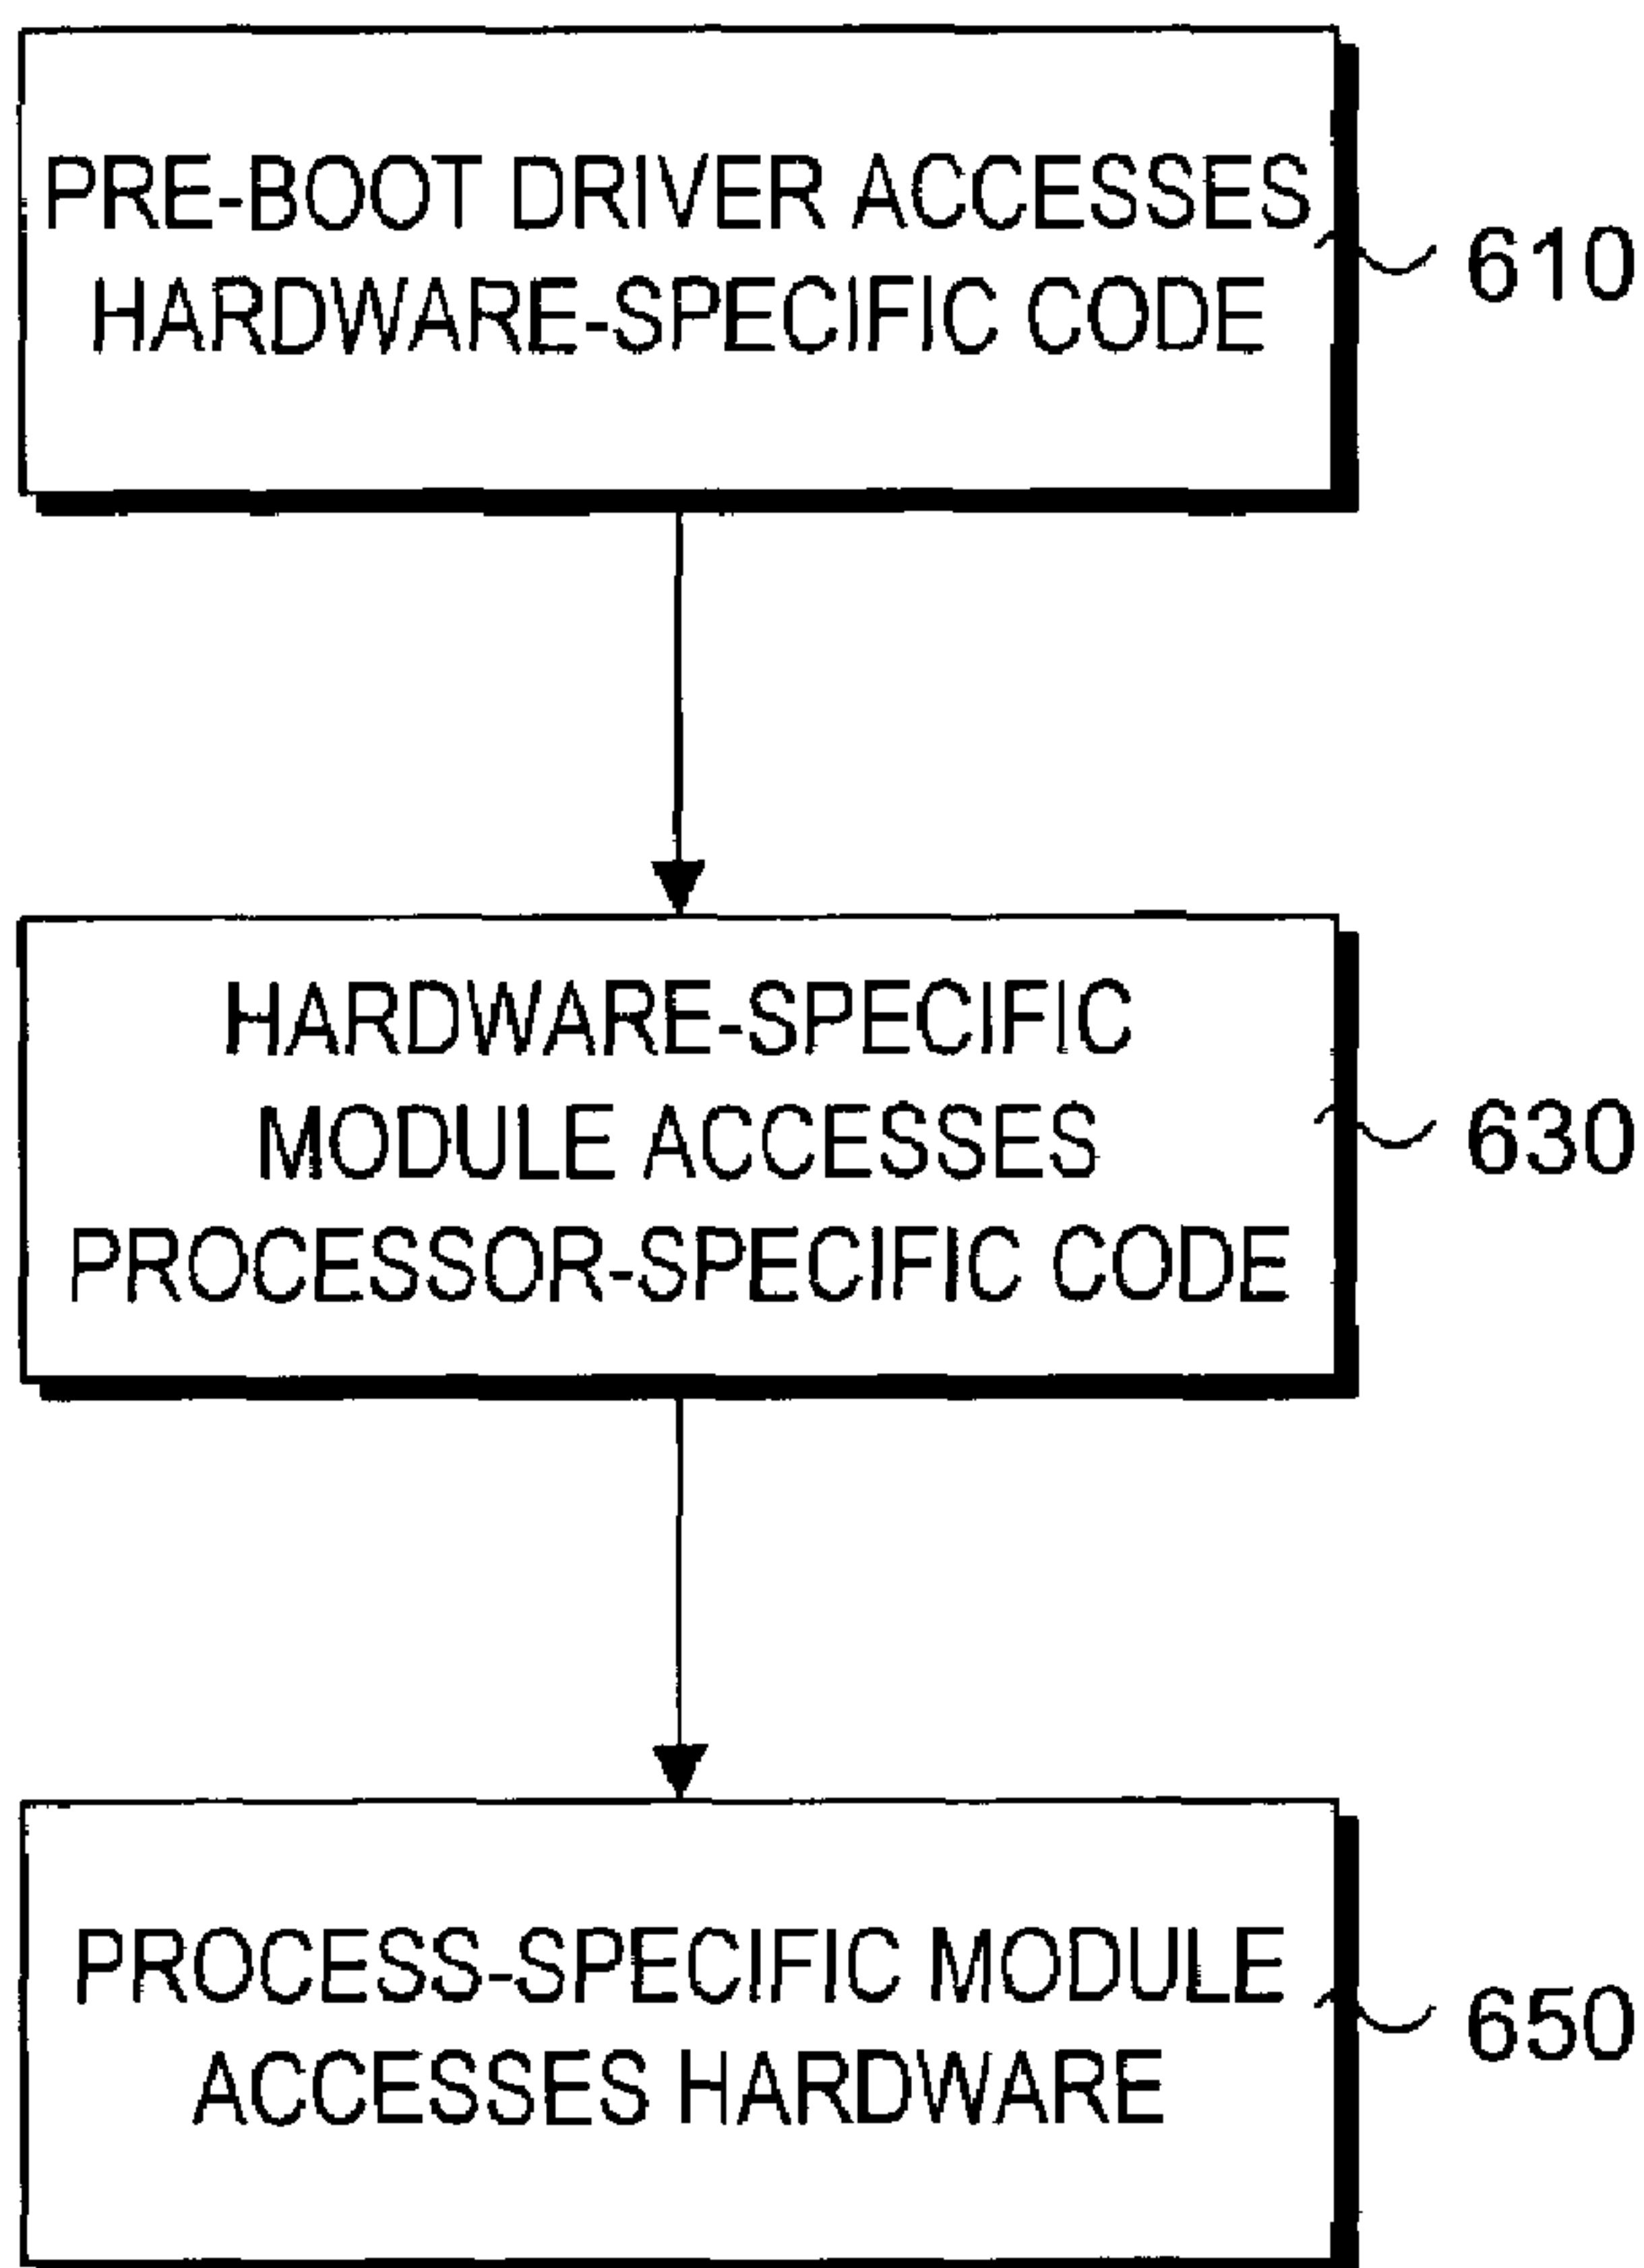 PRE-BOOT DRIVER ACCESSES
HARDWARE-SPECIFIC CODE
610
HARDWARE-SPECIFIC
MODULE ACCESSES
PROCESSOR-SPECIFIC CODE
630
PROCESS-SPECIFIC MODULE
ACCESSES HARDWARE
650